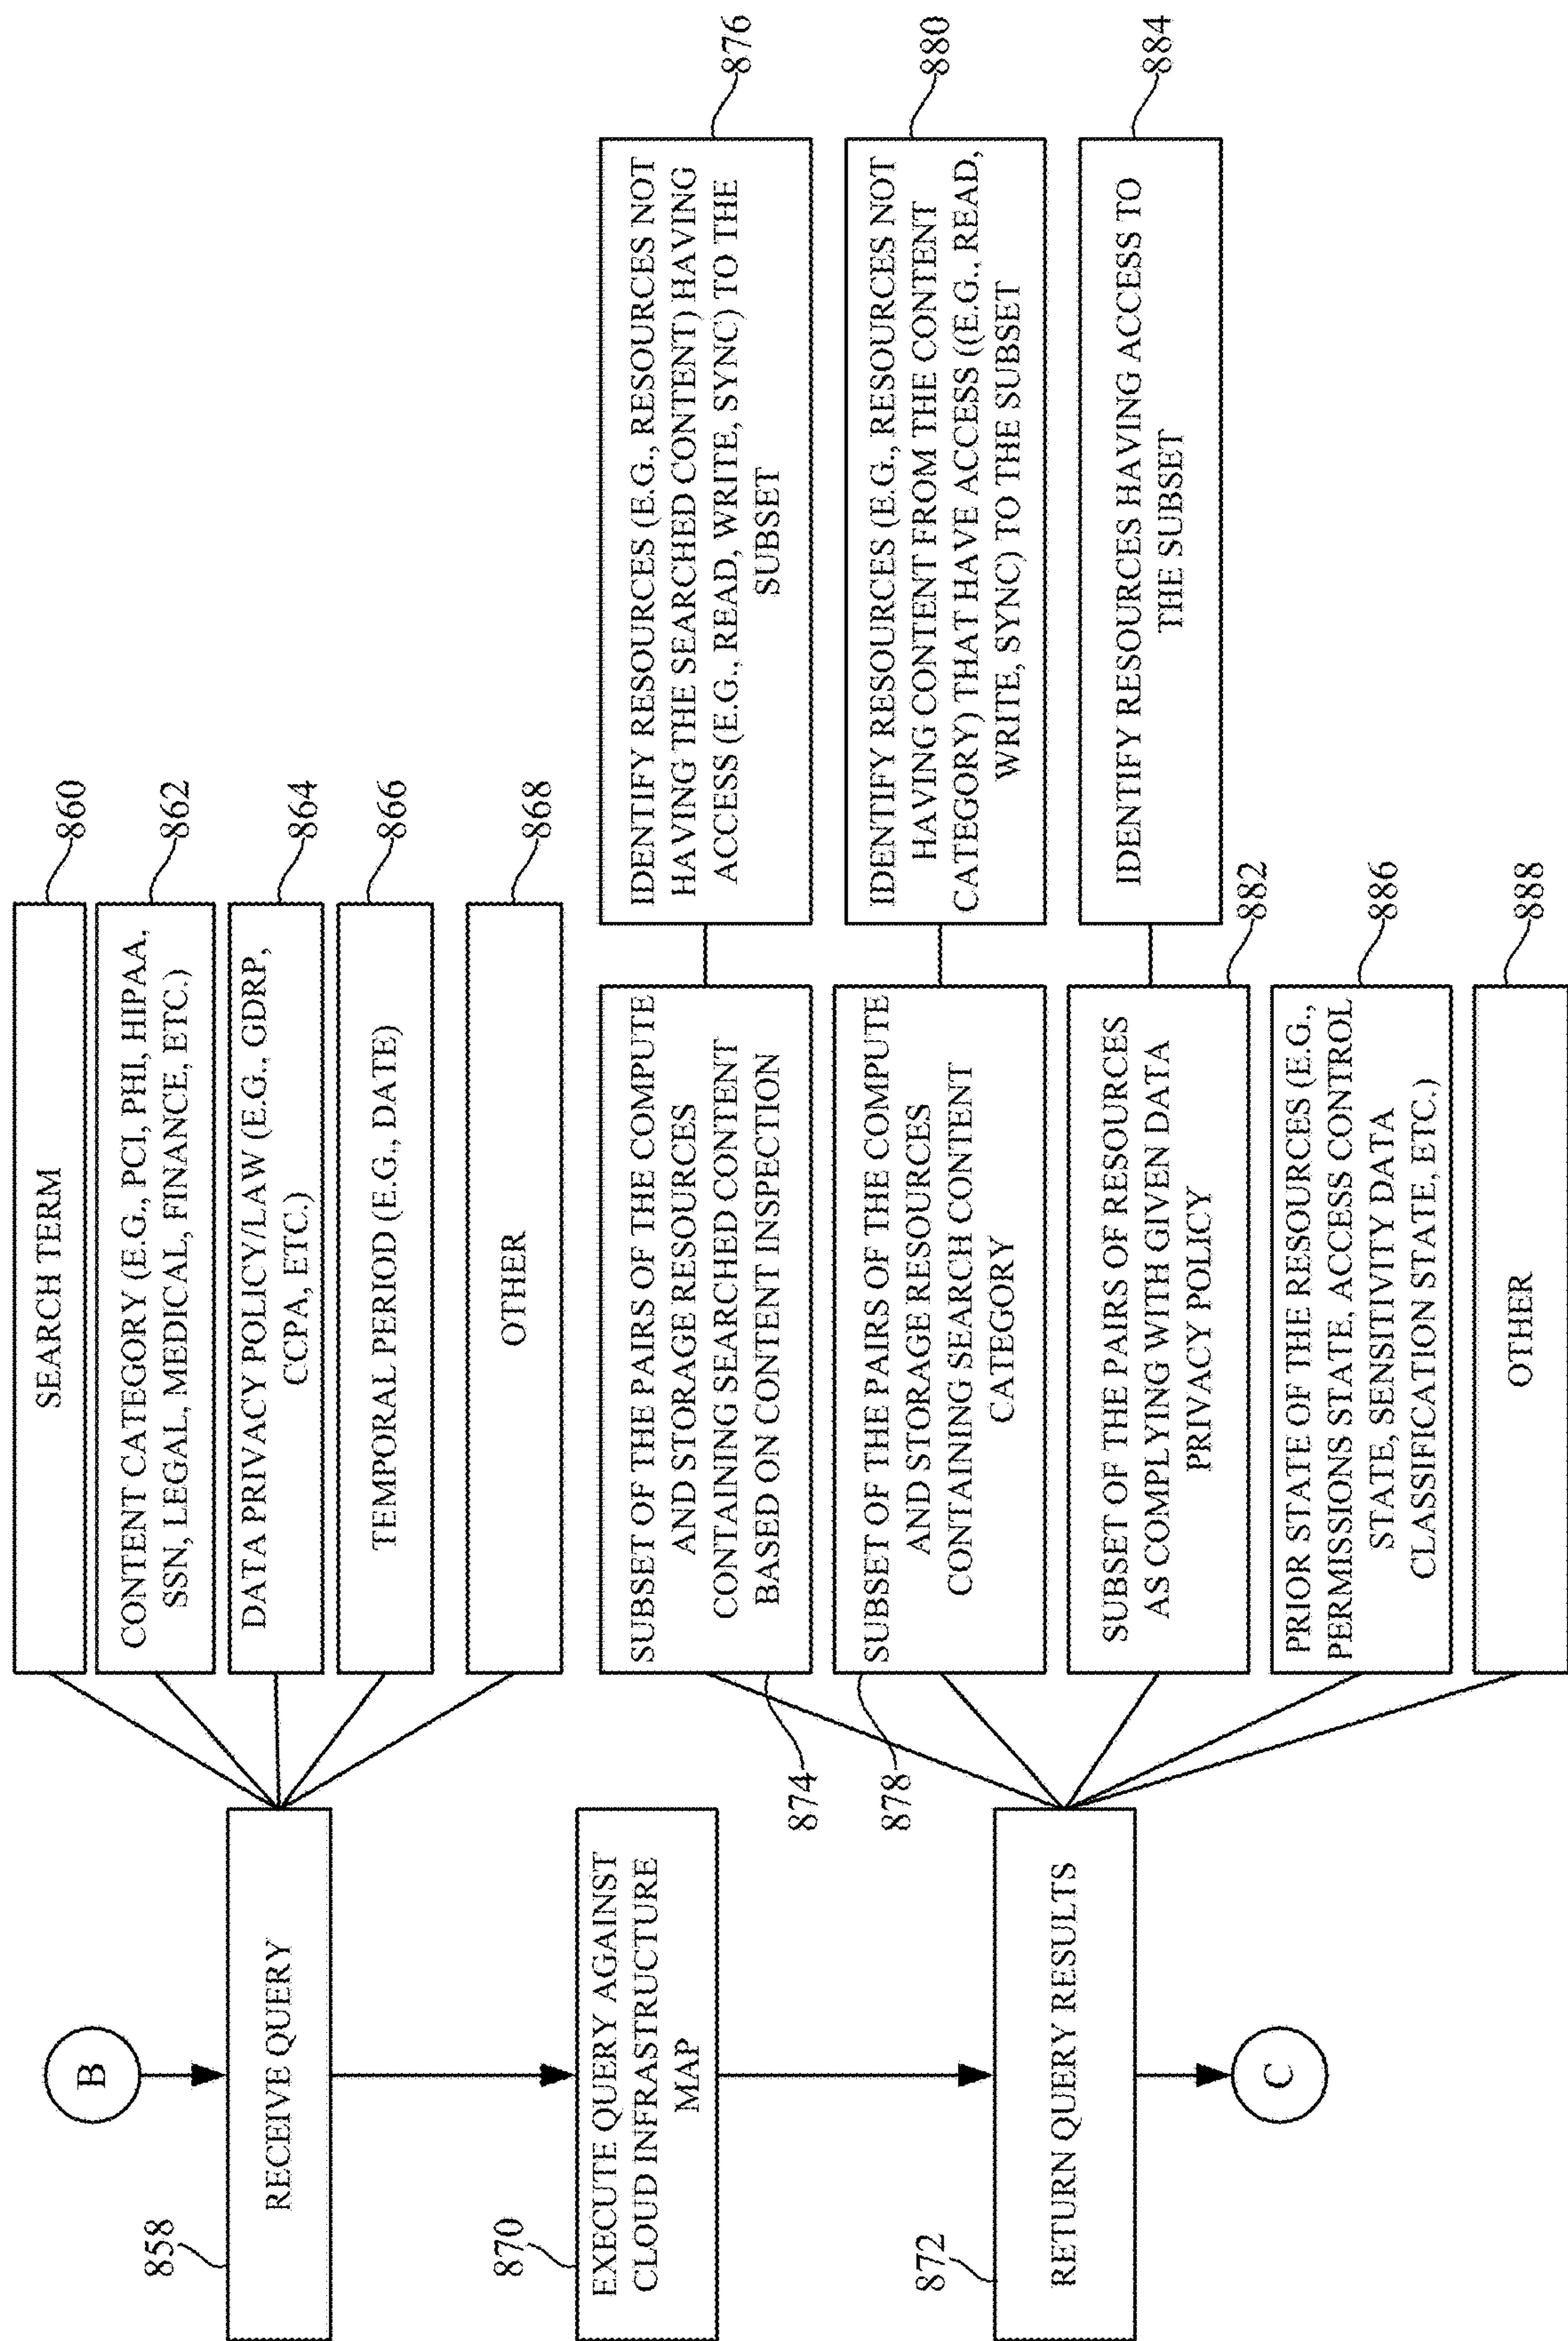 B
858
RECEIVE QUERY
SEARCH TERM
860
CONTENT CATEGORY (E.G., PCI, PHI, HIPAA.
SSN, LEGAL, MEDICAL, FINANCE, ETC.)
862
DATA PRIVACY POLICY/LAW (E.G., GDRP,
CCPA, ETC.)
864
TEMPORAL PERIOD (E.G., DATE)
866
OTHER
868
870
EXECUTE QUERY AGAINST
CLOUD INFRASTRUCTURE
MAP
872
RETURN QUERY RESULTS
874
SUBSET OF THE PAIRS OF THE COMPUTE
AND STORAGE RESOURCES
CONTAINING SEARCHED CONTENT
BASED ON CONTENT INSPECTION
IDENTIFY RESOURCES (E.G., RESOURCES NOT
HAVING THE SEARCHED CONTENT) HAVING
ACCESS (E.G., READ, WRITE, SYNC) TO THE
SUBSET
876
878
SUBSET OF THE PAIRS OF THE COMPUTE
AND STORAGE RESOURCES
CONTAINING SEARCH CONTENT
CATEGORY
IDENTIFY RESOURCES (E.G., RESOURCES NOT
HAVING CONTENT FROM THE CONTENT
CATEGORY) THAT HAVE ACCESS ((E.G., READ,
WRITE, SYNC) TO THE SUBSET
880
SUBSET OF THE PAIRS OF RESOURCES
AS COMPLYING WITH GIVEN DATA
PRIVACY POLICY
882
IDENTIFY RESOURCES HAVING ACCESS TO
THE SUBSET
884
PRIOR STATE OF THE RESOURCES (E.G.,
PERMISSIONS STATE, ACCESS CONTROL
STATE, SENSITIVITY DATA
CLASSIFICATION STATE, ETC.)
886
OTHER
888
C